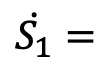 Ṡ₁ =